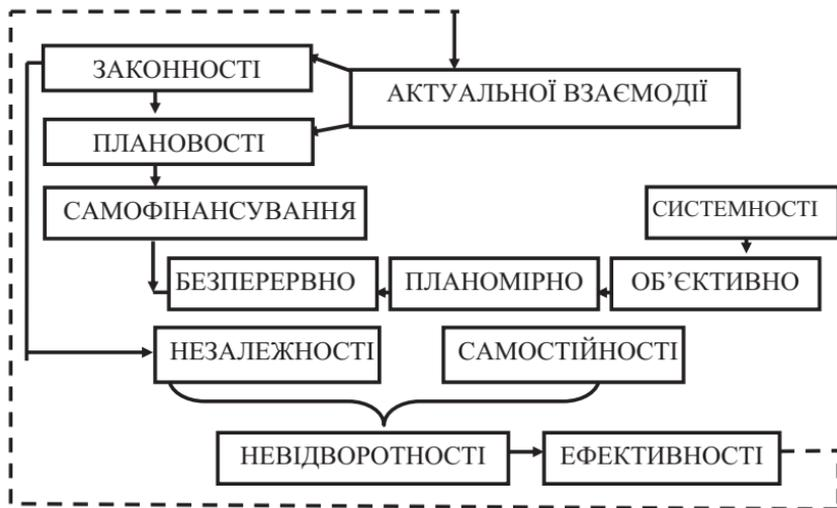 ЗАКОННОСТІ
АКТУАЛЬНОЇ ВЗАЄМОДІЇ
ПЛАНОВОСТІ
САМОФІНАНСУВАННЯ
СИСТЕМНОСТІ
БЕЗПЕРЕРВНО
ПЛАНОМІРНО
ОБ’ЄКТИВНО
НЕЗАЛЕЖНОСТІ
САМОСТІЙНОСТІ
НЕВІДВОРОТНОСТІ
ЕФЕКТИВНОСТІ